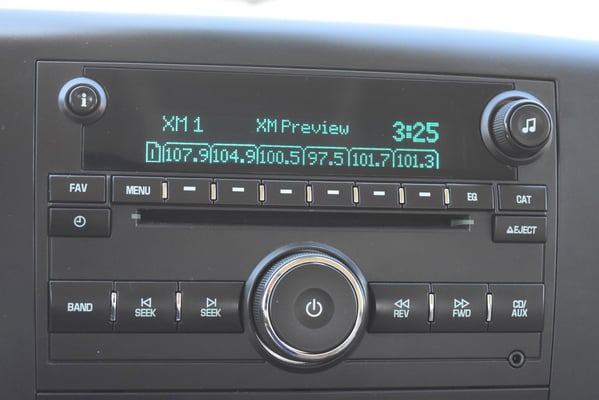 XM 1 XM Preview 3:25
1 107.9 104.9 100.5 97.5 101.7 101.3
FAV MENU EQ CAT
EJECT
BAND SEEK SEEK REV FWD CD/
AUX